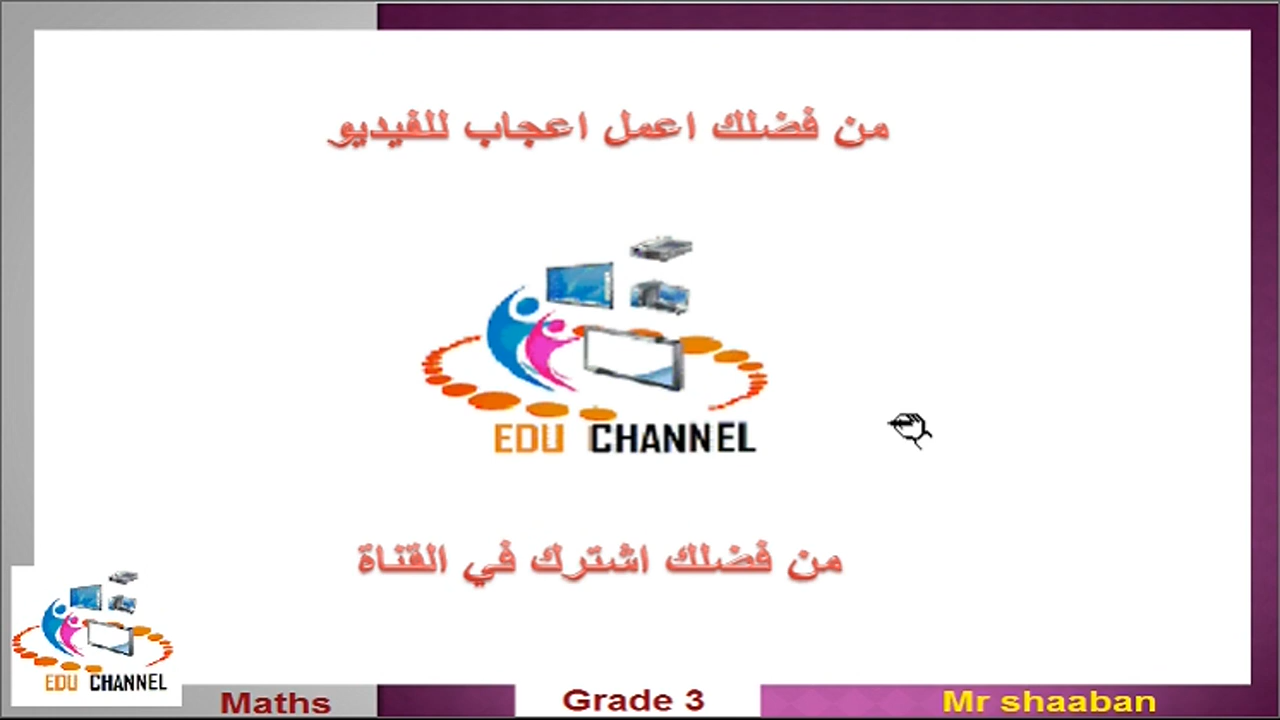 من فضلك اعمل اعجاب للفيديو
EDU CHANNEL
من فضلك اشترك في القناة
EDU CHANNEL
Maths
Grade 3
Mr shaaban